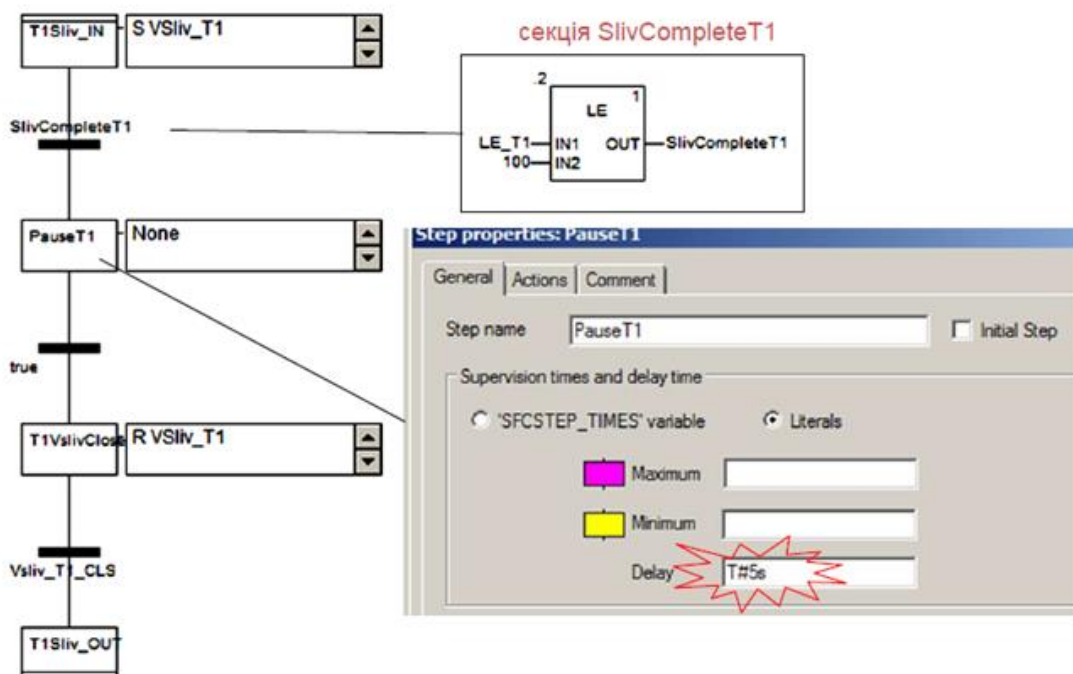 T1Sliv_IN
S VSliv_T1
SlivCompleteT1
PauseT1
None
true
T1VslivClose
R VSliv_T1
Vsliv_T1_CLS
T1Sliv_OUT
секція SlivCompleteT1
.2
1
LE
LE_T1 IN1 OUT SlivCompleteT1
100 IN2
Step properties: PauseT1
General Actions Comment
Step name PauseT1 Initial Step
Supervision times and delay time
'SFCSTEP_TIMES' variable Literals
Maximum
Minimum
Delay T#5s